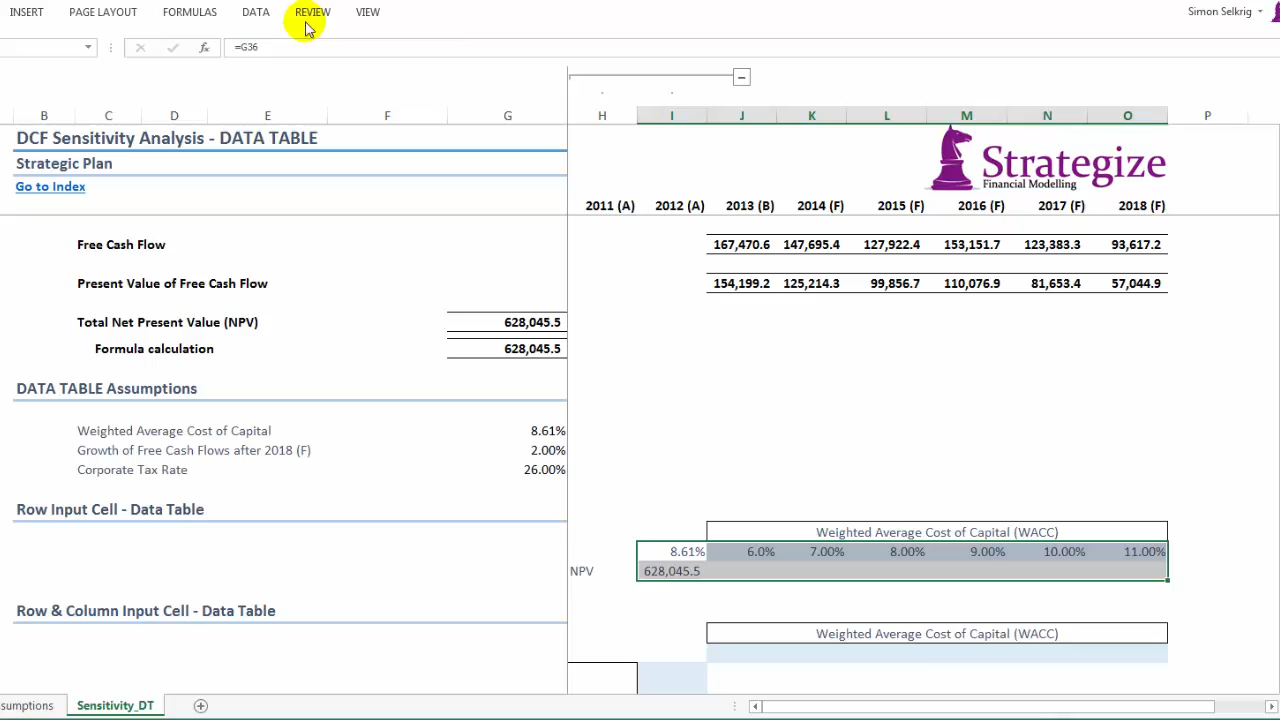 INSERT PAGE LAYOUT FORMULAS DATA REVIEW VIEW Simon Selkrig
fx =G36
B C D E F G H I J K L M N O P
DCF Sensitivity Analysis - DATA TABLE
Strategic Plan
Go to Index
Strategize
Financial Modelling
2011 (A) 2012 (A) 2013 (B) 2014 (F) 2015 (F) 2016 (F) 2017 (F) 2018 (F)
Free Cash Flow 167,470.6 147,695.4 127,922.4 153,151.7 123,383.3 93,617.2
Present Value of Free Cash Flow 154,199.2 125,214.3 99,856.7 110,076.9 81,653.4 57,044.9
Total Net Present Value (NPV) 628,045.5
Formula calculation 628,045.5
DATA TABLE Assumptions
Weighted Average Cost of Capital 8.61%
Growth of Free Cash Flows after 2018 (F) 2.00%
Corporate Tax Rate 26.00%
Row Input Cell - Data Table
Weighted Average Cost of Capital (WACC)
8.61% 6.0% 7.00% 8.00% 9.00% 10.00% 11.00%
NPV 628,045.5
Row & Column Input Cell - Data Table
Weighted Average Cost of Capital (WACC)
sumptions Sensitivity_DT